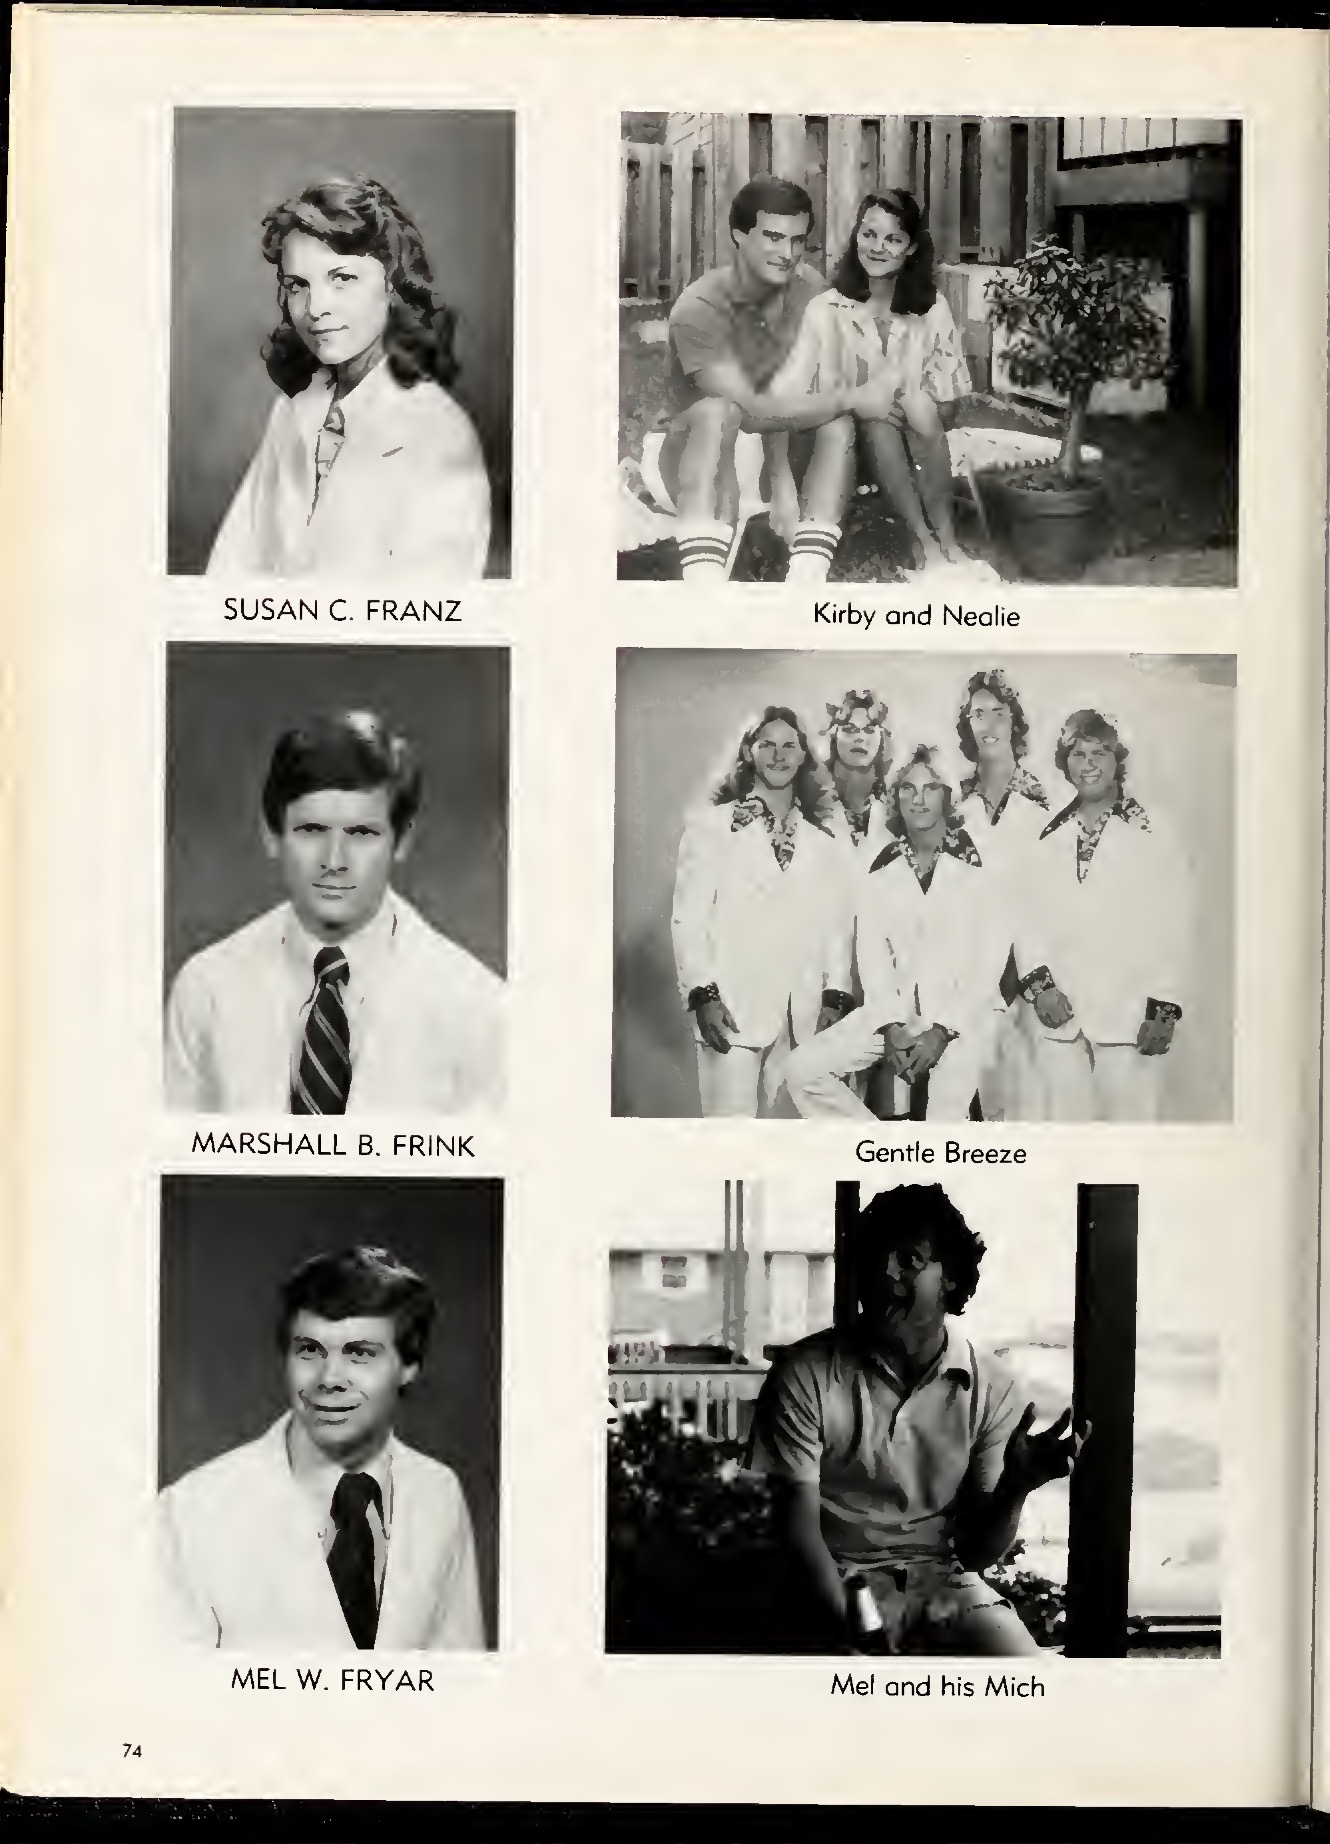 SUSAN C. FRANZ
Kirby and Nealie
MARSHALL B. FRINK
Gentle Breeze
MEL W. FRYAR
Mel and his Mich
74